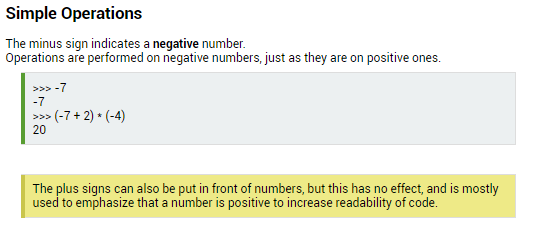 Simple Operations
The minus sign indicates a negative number.
Operations are performed on negative numbers, just as they are on positive ones.
>>> -7
-7
>>> (-7 + 2) * (-4)
20
The plus signs can also be put in front of numbers, but this has no effect, and is mostly
used to emphasize that a number is positive to increase readability of code.